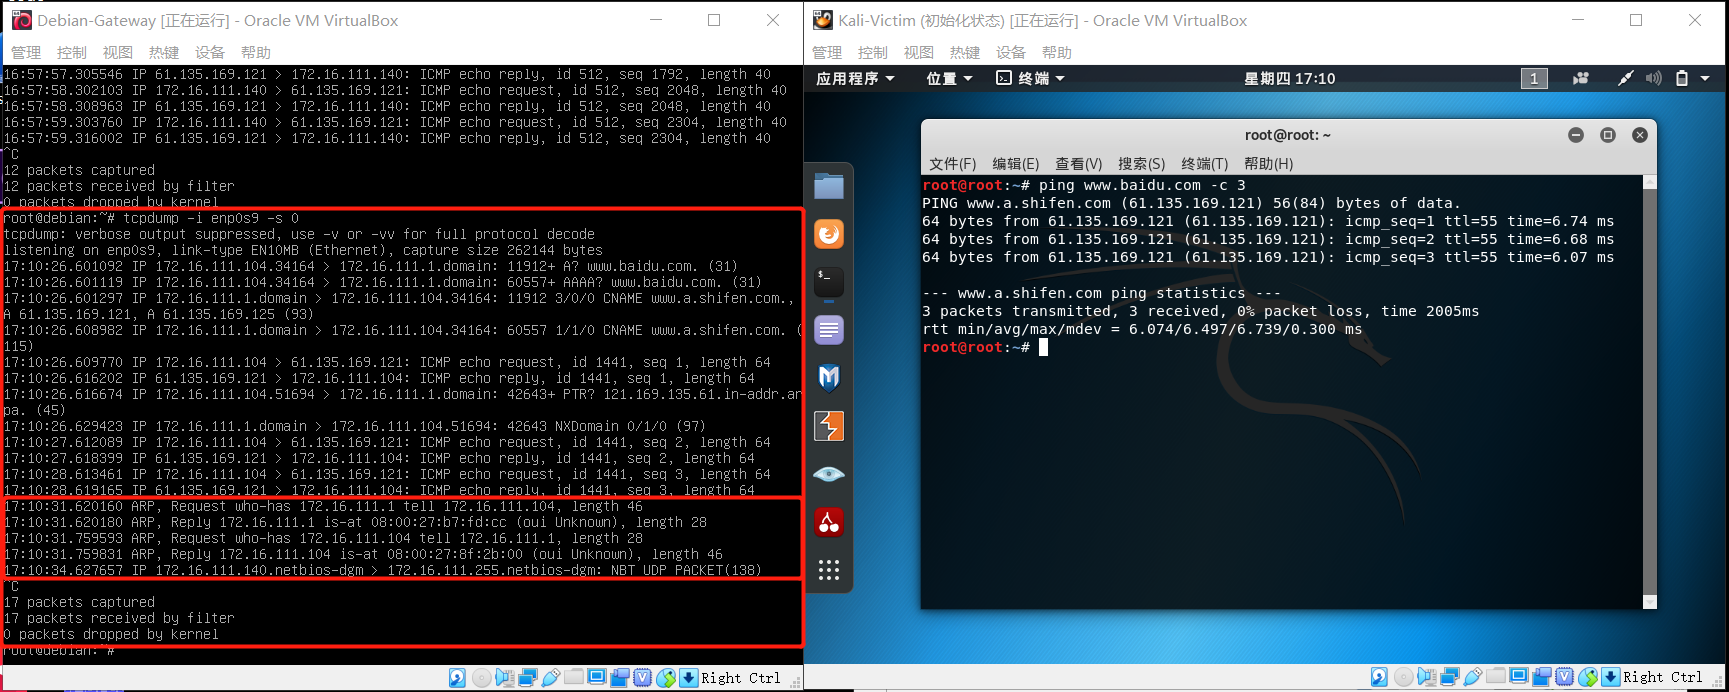 Debian-Gateway [正在运行] - Oracle VM VirtualBox
管理 控制 视图 热键 设备 帮助
16:57:57.305546 IP 61.135.169.121 > 172.16.111.140: ICMP echo reply, id 512, seq 1792, length 40
16:57:58.302103 IP 172.16.111.140 > 61.135.169.121: ICMP echo request, id 512, seq 2048, length 40
16:57:58.308963 IP 61.135.169.121 > 172.16.111.140: ICMP echo reply, id 512, seq 2048, length 40
16:57:59.303760 IP 172.16.111.140 > 61.135.169.121: ICMP echo request, id 512, seq 2304, length 40
16:57:59.316002 IP 61.135.169.121 > 172.16.111.140: ICMP echo reply, id 512, seq 2304, length 40
^C
12 packets captured
12 packets received by filter
0 packets dropped by kernel
root@debian:~# tcpdump -i enp0s9 -s 0
tcpdump: verbose output suppressed, use -v or -vv for full protocol decode
listening on enp0s9, link-type EN10MB (Ethernet), capture size 262144 bytes
17:10:26.601092 IP 172.16.111.104.34164 > 172.16.111.1.domain: 11912+ A? www.baidu.com. (31)
17:10:26.601119 IP 172.16.111.104.34164 > 172.16.111.1.domain: 60557+ AAAA? www.baidu.com. (31)
17:10:26.601297 IP 172.16.111.1.domain > 172.16.111.104.34164: 11912 3/0/0 CNAME www.a.shifen.com.,
A 61.135.169.121, A 61.135.169.125 (93)
17:10:26.608982 IP 172.16.111.1.domain > 172.16.111.104.34164: 60557 1/1/0 CNAME www.a.shifen.com. (
115)
17:10:26.609770 IP 172.16.111.104 > 61.135.169.121: ICMP echo request, id 1441, seq 1, length 64
17:10:26.616202 IP 61.135.169.121 > 172.16.111.104: ICMP echo reply, id 1441, seq 1, length 64
17:10:26.616674 IP 172.16.111.104.51694 > 172.16.111.1.domain: 42643+ PTR? 121.169.135.61.in-addr.ar
pa. (45)
17:10:26.629423 IP 172.16.111.1.domain > 172.16.111.104.51694: 42643 NXDomain 0/1/0 (97)
17:10:27.612089 IP 172.16.111.104 > 61.135.169.121: ICMP echo request, id 1441, seq 2, length 64
17:10:27.618399 IP 61.135.169.121 > 172.16.111.104: ICMP echo reply, id 1441, seq 2, length 64
17:10:28.613461 IP 172.16.111.104 > 61.135.169.121: ICMP echo request, id 1441, seq 3, length 64
17:10:28.619165 IP 61.135.169.121 > 172.16.111.104: ICMP echo reply, id 1441, seq 3, length 64
17:10:31.620160 ARP, Request who-has 172.16.111.1 tell 172.16.111.104, length 46
17:10:31.620180 ARP, Reply 172.16.111.1 is-at 08:00:27:b7:fd:cc (oui Unknown), length 28
17:10:31.759593 ARP, Request who-has 172.16.111.104 tell 172.16.111.1, length 28
17:10:31.759831 ARP, Reply 172.16.111.104 is-at 08:00:27:8f:2b:00 (oui Unknown), length 46
17:10:34.627657 IP 172.16.111.140.netbios-dgm > 172.16.111.255.netbios-dgm: NBT UDP PACKET(138)
^C
17 packets captured
17 packets received by filter
0 packets dropped by kernel
root@debian:~#
Right Ctrl
Kali-Victim (初始化状态) [正在运行] - Oracle VM VirtualBox
管理 控制 视图 热键 设备 帮助
应用程序 位置 终端 星期四 17:10 1
root@root: ~
文件(F) 编辑(E) 查看(V) 搜索(S) 终端(T) 帮助(H)
root@root:~# ping www.baidu.com -c 3
PING www.a.shifen.com (61.135.169.121) 56(84) bytes of data.
64 bytes from 61.135.169.121 (61.135.169.121): icmp_seq=1 ttl=55 time=6.74 ms
64 bytes from 61.135.169.121 (61.135.169.121): icmp_seq=2 ttl=55 time=6.68 ms
64 bytes from 61.135.169.121 (61.135.169.121): icmp_seq=3 ttl=55 time=6.07 ms
--- www.a.shifen.com ping statistics ---
3 packets transmitted, 3 received, 0% packet loss, time 2005ms
rtt min/avg/max/mdev = 6.074/6.497/6.739/0.300 ms
root@root:~#
Right Ctrl